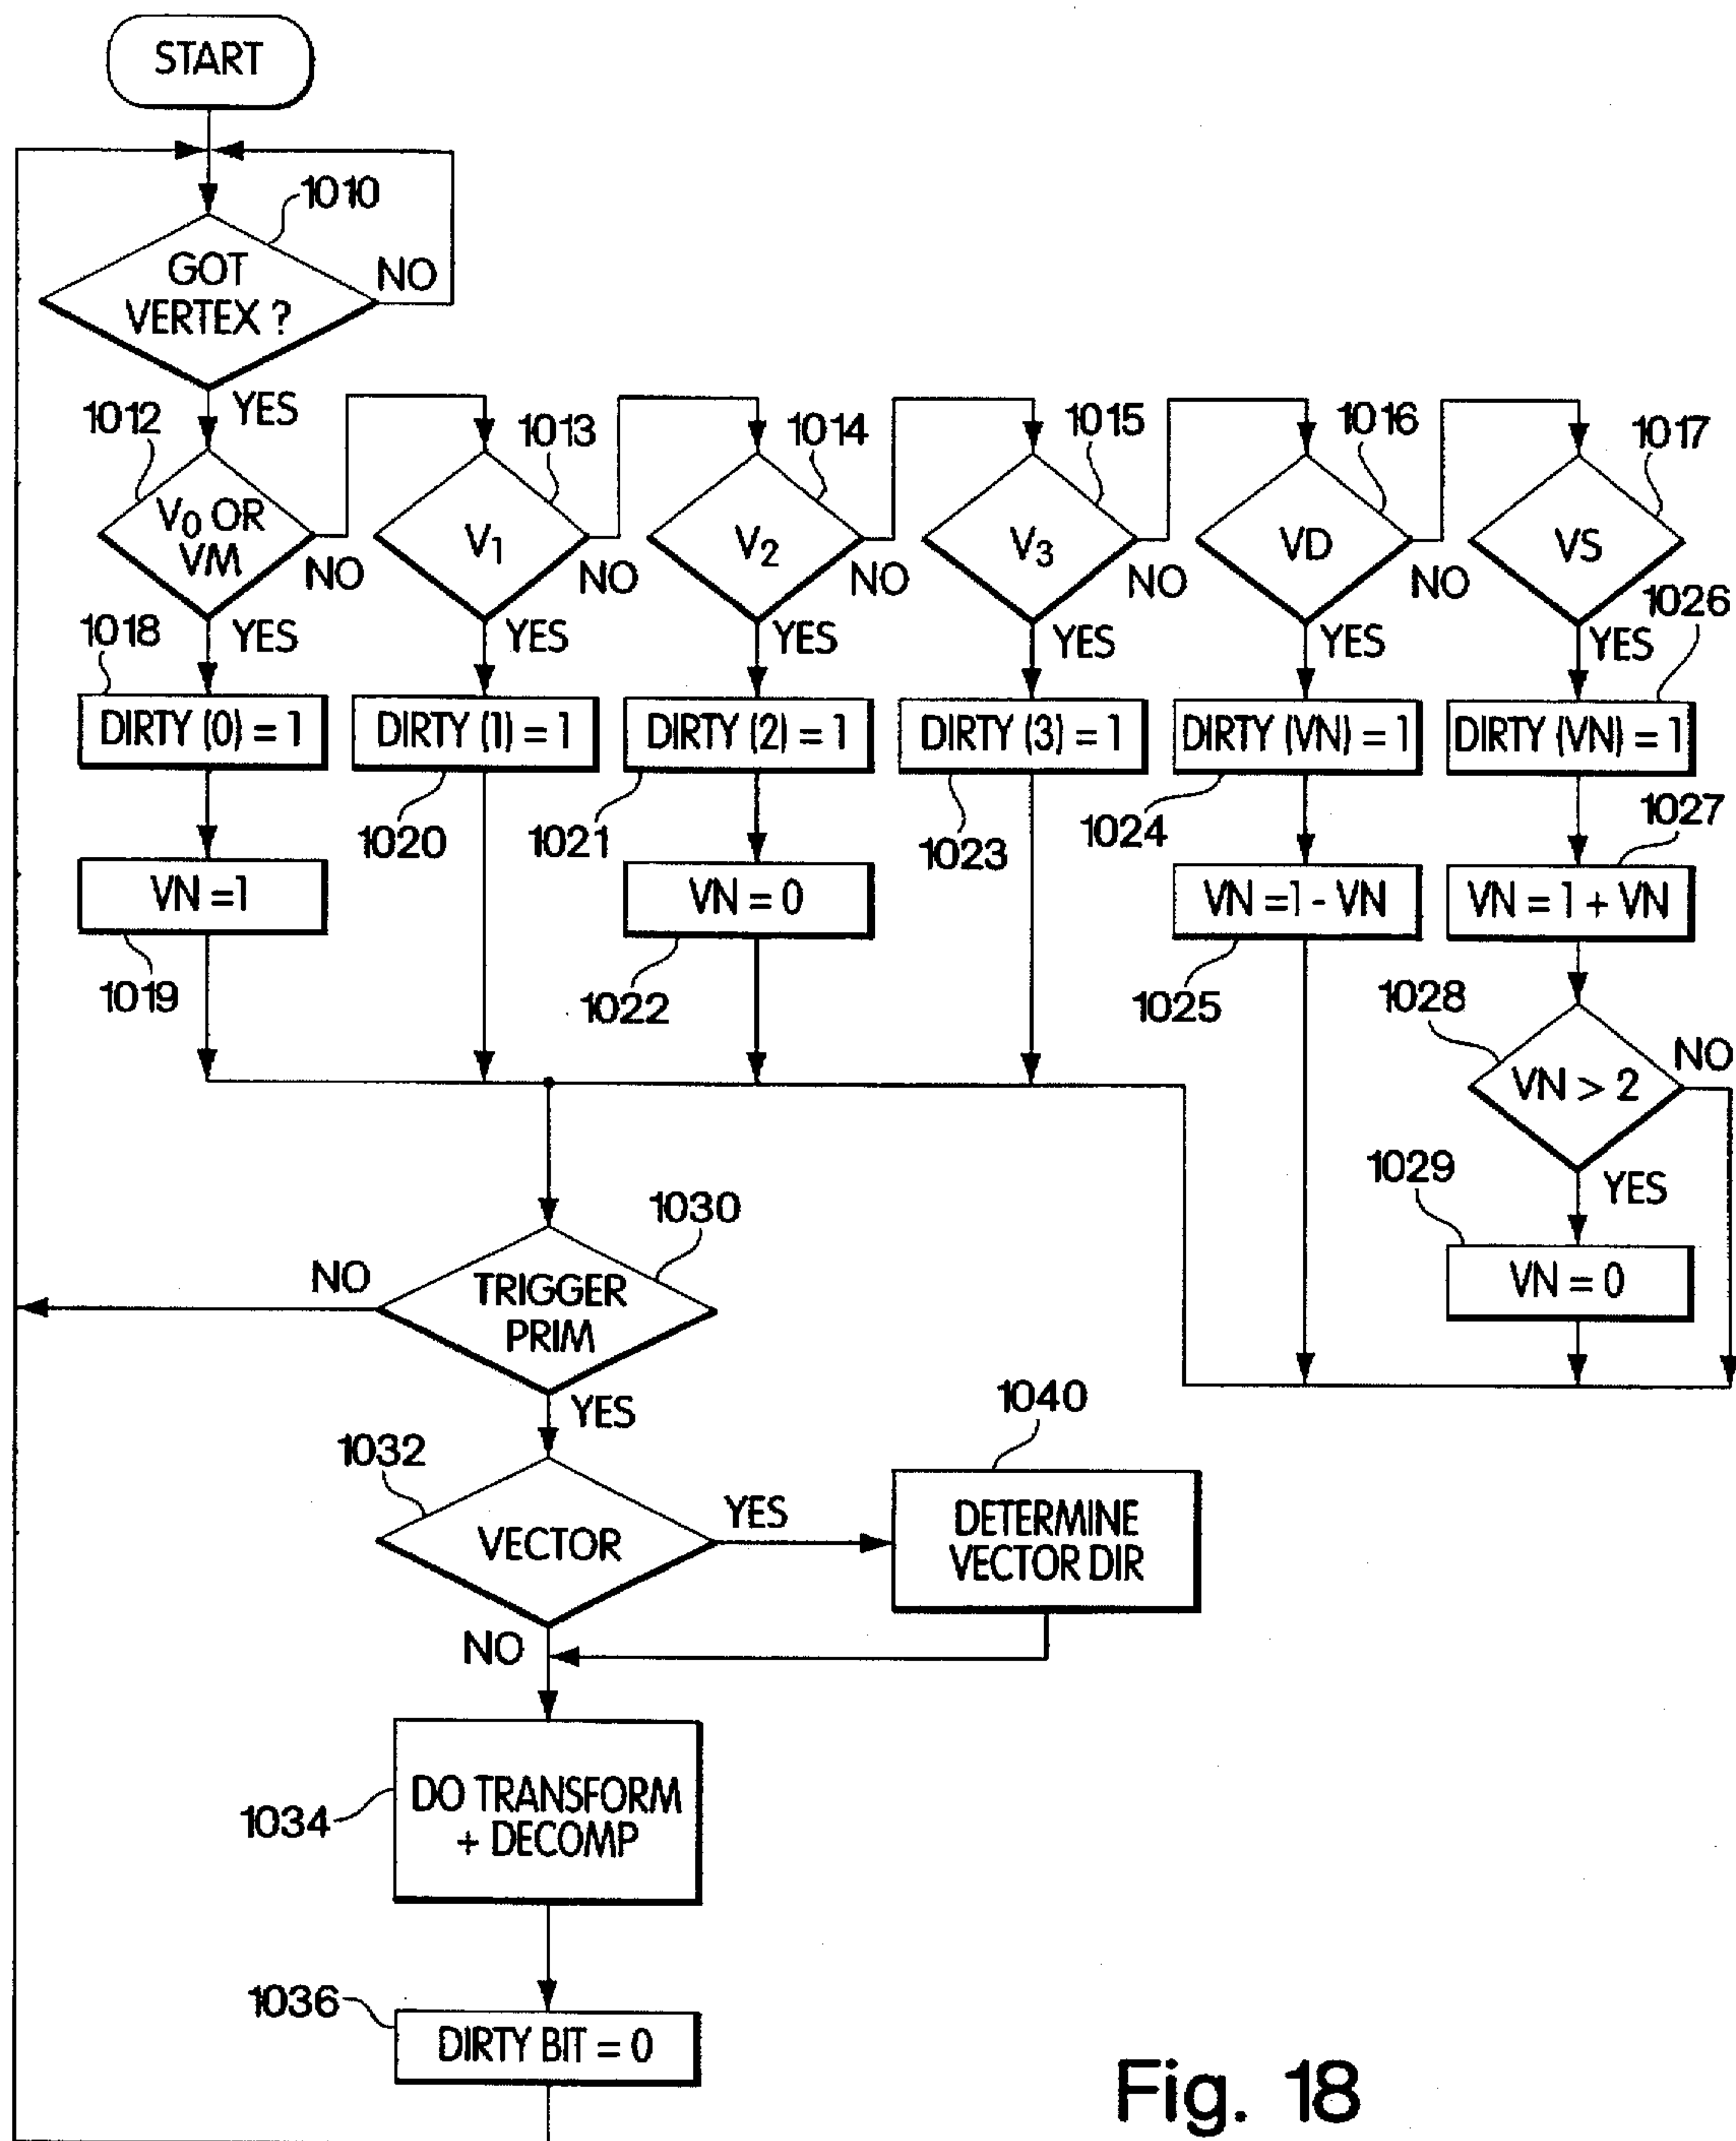 START
1010
GOT
VERTEX ?
NO
YES
1012
1013
1014
1015
1016
1017
V0 OR
VM
NO
V1
NO
V2
NO
V3
NO
VD
NO
VS
1018
YES
YES
YES
YES
YES
YES
1026
DIRTY (0) = 1
DIRTY (1) = 1
DIRTY (2) = 1
DIRTY (3) = 1
DIRTY (VN) = 1
DIRTY (VN) = 1
1020
1021
1023
1024
1027
VN =1
VN = 0
VN =1 - VN
VN = 1 + VN
1019
1022
1025
1028
NO
VN > 2
1029
YES
VN = 0
1030
NO
TRIGGER
PRIM
YES
1040
1032
VECTOR
YES
DETERMINE
VECTOR DIR
NO
1034
DO TRANSFORM
+ DECOMP
1036
DIRTY BIT = 0
Fig. 18